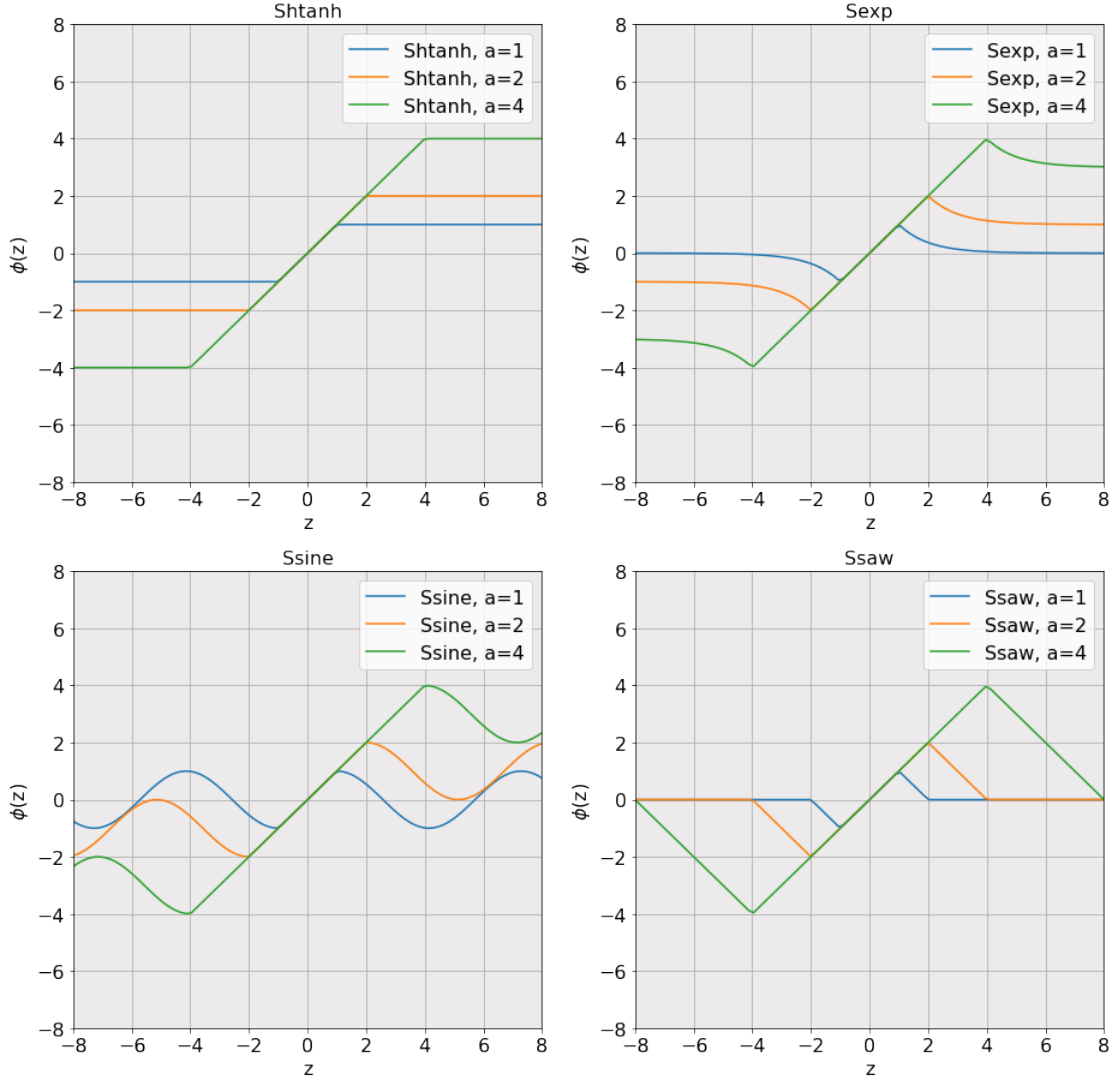 Shtanh
8
6
4
2
0
−2
−4
−6
−8
ϕ(z)
Shtanh, a=1
Shtanh, a=2
Shtanh, a=4
−8 −6 −4 −2 0 2 4 6 8
z
Sexp
8
6
4
2
0
−2
−4
−6
−8
ϕ(z)
Sexp, a=1
Sexp, a=2
Sexp, a=4
−8 −6 −4 −2 0 2 4 6 8
z
Ssine
8
6
4
2
0
−2
−4
−6
−8
ϕ(z)
Ssine, a=1
Ssine, a=2
Ssine, a=4
−8 −6 −4 −2 0 2 4 6 8
z
Ssaw
8
6
4
2
0
−2
−4
−6
−8
ϕ(z)
Ssaw, a=1
Ssaw, a=2
Ssaw, a=4
−8 −6 −4 −2 0 2 4 6 8
z